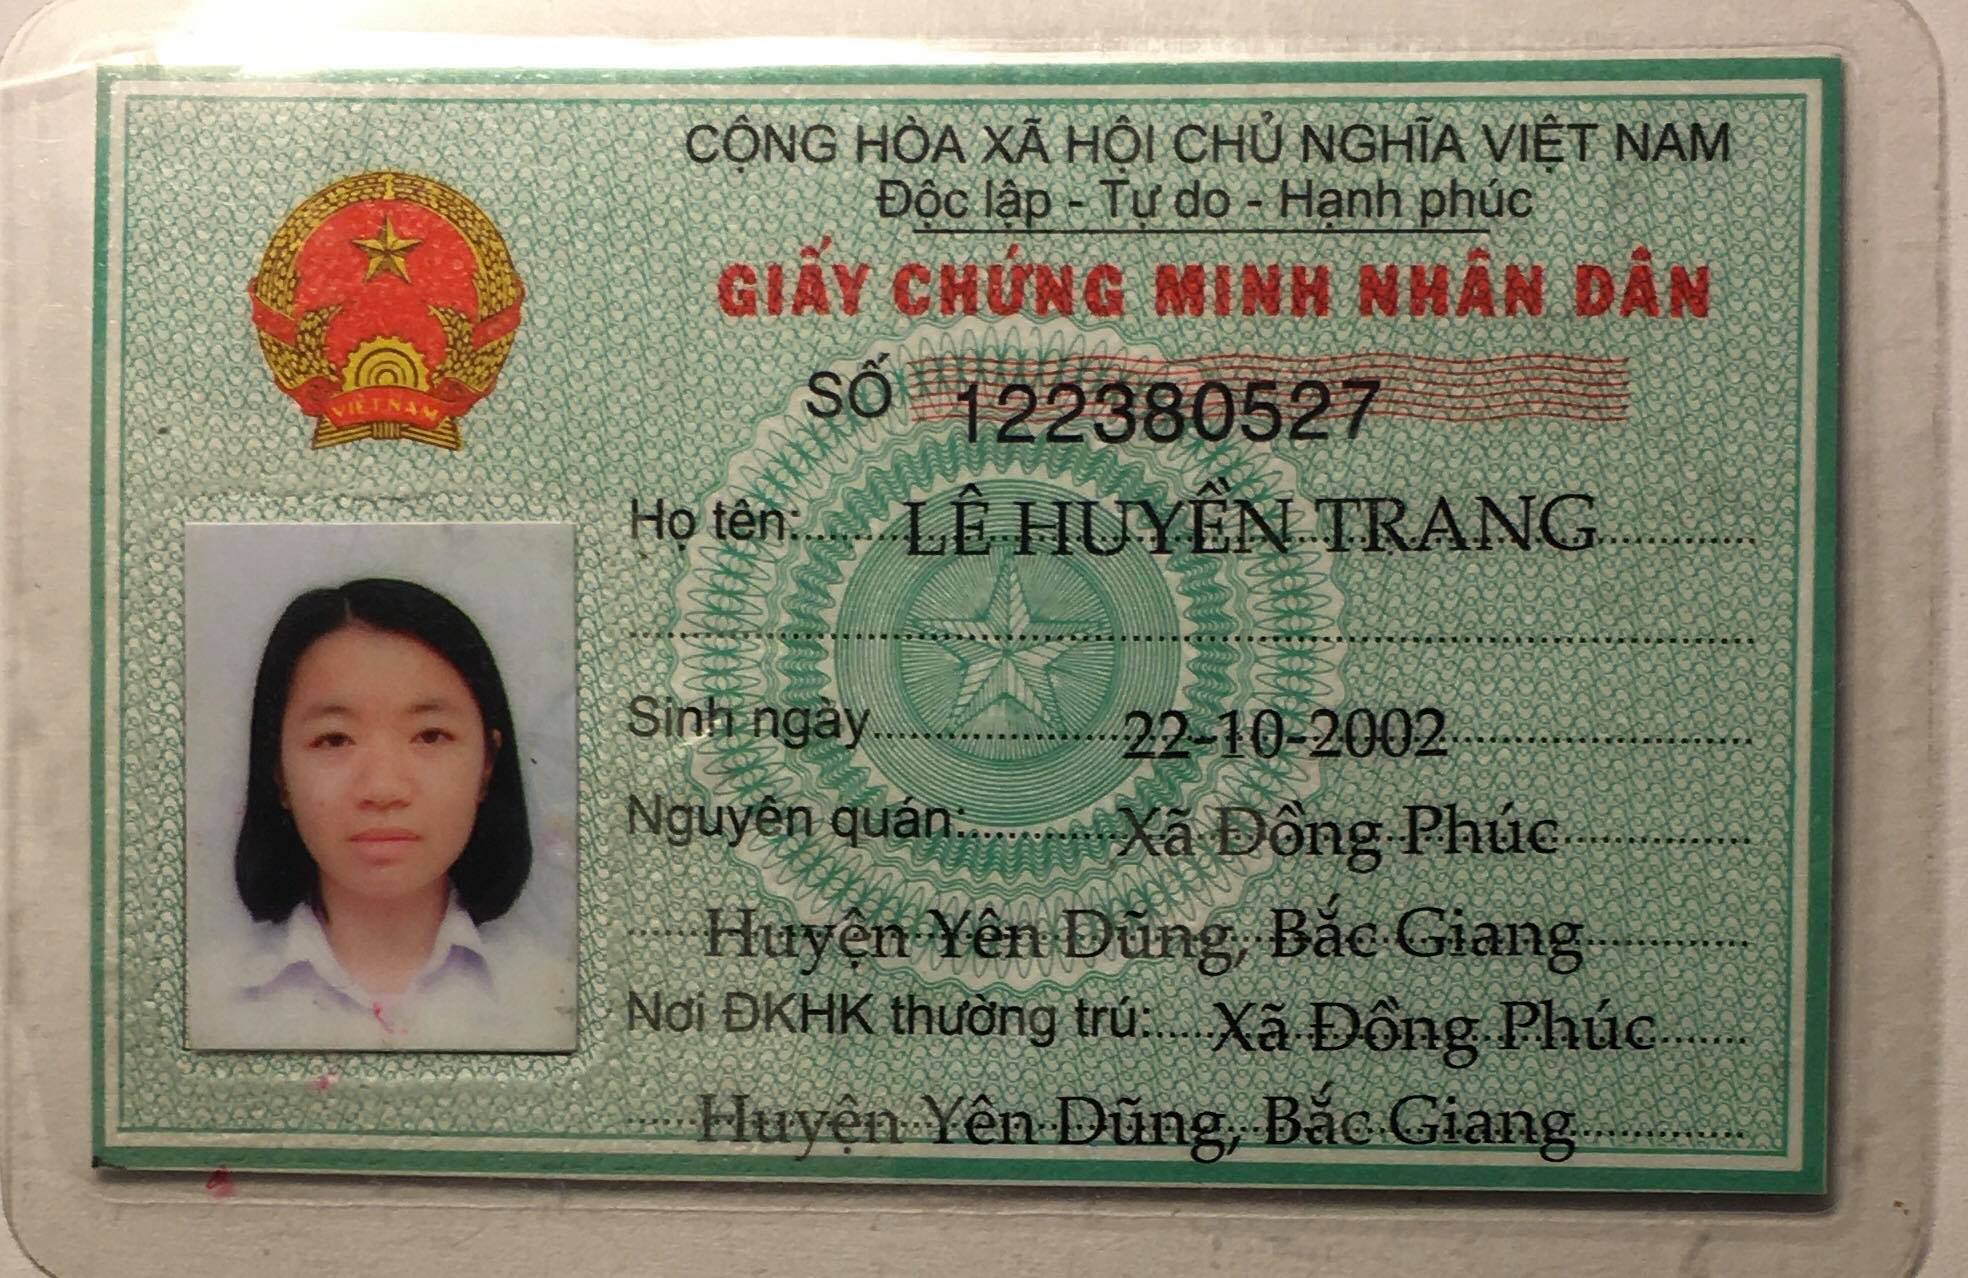 CỘNG HÒA XÃ HỘI CHỦ NGHĨA VIỆT NAM
Độc lập - Tự do - Hạnh phúc
GIẤY CHỨNG MINH NHÂN DÂN
SỐ 122380527
VIỆT NAM
Họ tên: LÊ HUYỀN TRANG
Sinh ngày 22-10-2002
Nguyên quán: Xã Đồng Phúc
Huyện Yên Dũng, Bắc Giang
Nơi ĐKHK thường trú: Xã Đồng Phúc
Huyện Yên Dũng, Bắc Giang